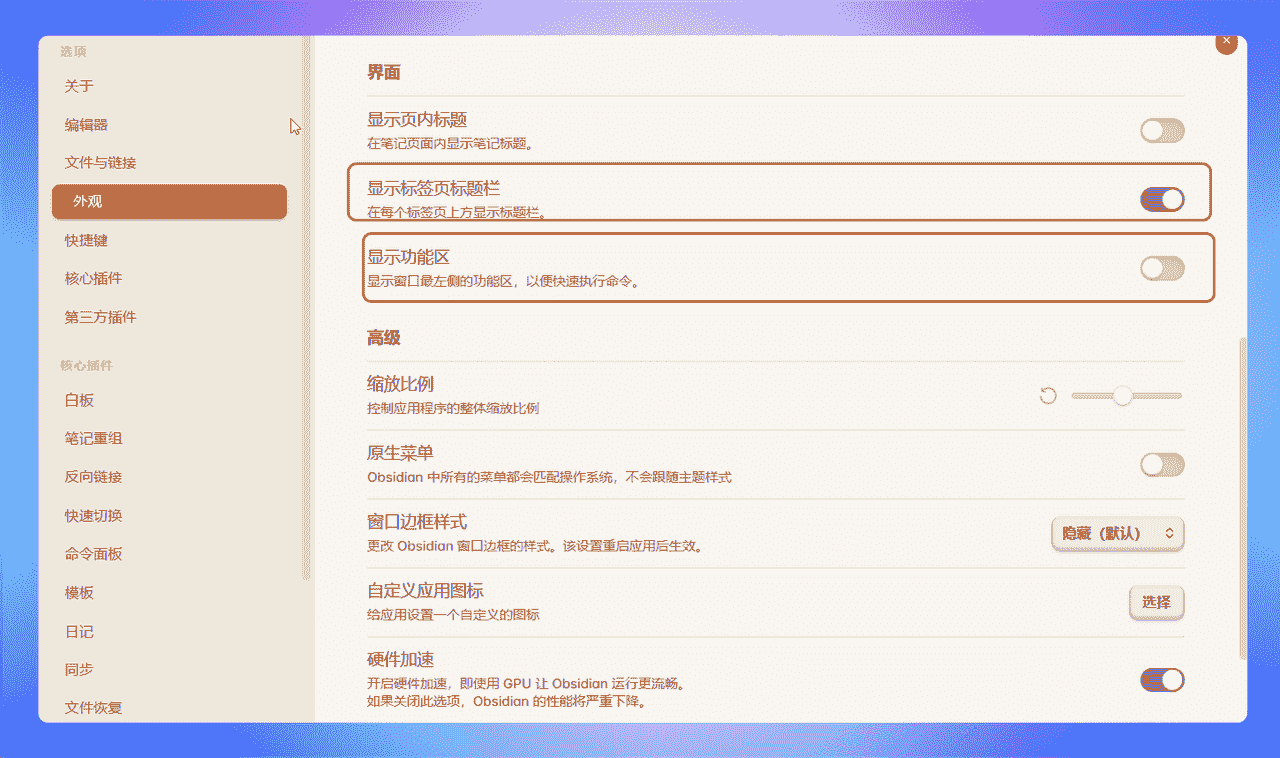 选项
关于
编辑器
文件与链接
外观
快捷键
核心插件
第三方插件
核心插件
白板
笔记重组
反向链接
快速切换
命令面板
模板
日记
同步
文件恢复
界面
显示页内标题
在笔记页面内显示笔记标题。
显示标签页标题栏
在每个标签页上方显示标题栏。
显示功能区
显示窗口最左侧的功能区，以便快速执行命令。
高级
缩放比例
控制应用程序的整体缩放比例
原生菜单
Obsidian 中所有的菜单都会匹配操作系统，不会跟随主题样式
窗口边框样式
更改 Obsidian 窗口边框的样式。该设置重启应用后生效。
隐藏（默认）
自定义应用图标
给应用设置一个自定义的图标
选择
硬件加速
开启硬件加速，即使用 GPU 让 Obsidian 运行更流畅。
如果关闭此选项，Obsidian 的性能将严重下降。